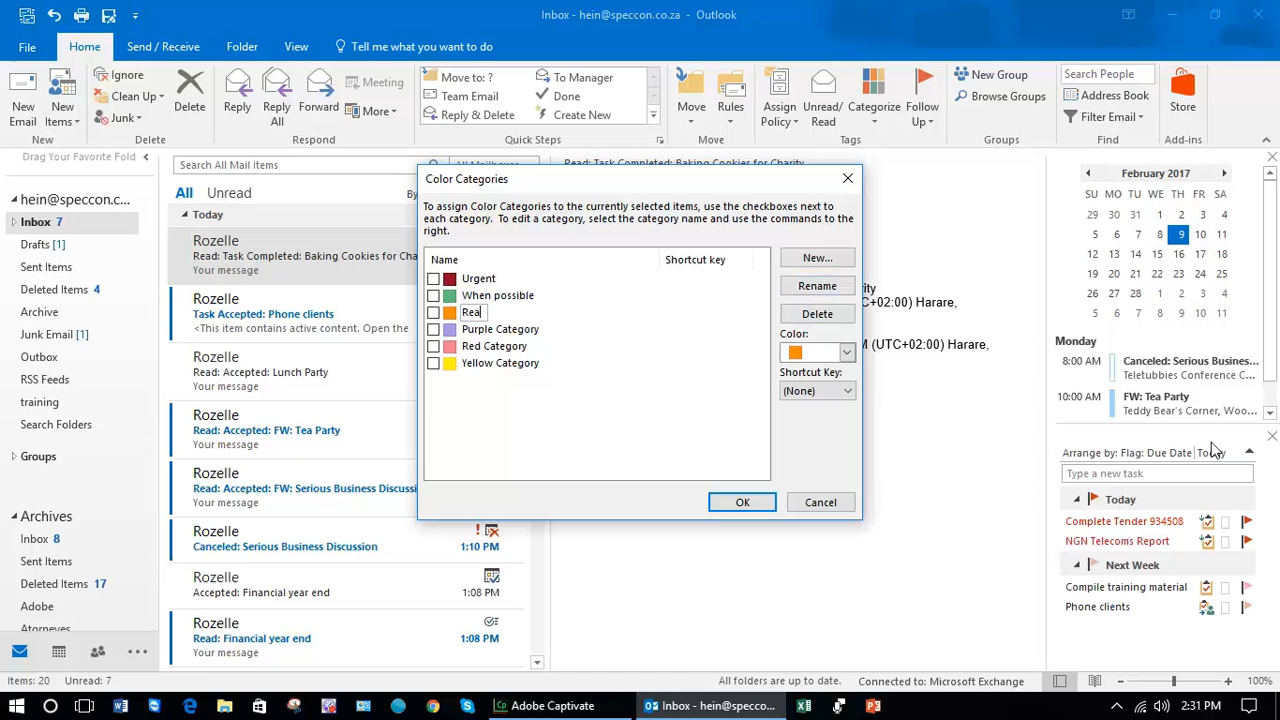 Inbox - hein@speccon.co.za - Outlook
File Home Send / Receive Folder View Tell me what you want to do
New Email
New Items
Ignore
Clean Up
Junk
Delete
Reply
Reply All
Forward
Meeting
More
Move to: ?
To Manager
Team Email
Done
Reply & Delete
Create New
Move
Rules
Assign Policy
Unread/ Read
Categorize
Follow Up
New Group
Browse Groups
Search People
Address Book
Filter Email
Store
New Delete Respond Quick Steps Move Tags Groups Find Add-ins
Drag Your Favorite Fold
hein@speccon.co.z...
Inbox 7
Drafts [1]
Sent Items
Deleted Items 4
Archive
Junk Email [1]
Outbox
RSS Feeds
training
Search Folders
Groups
Archives
Inbox 8
Sent Items
Deleted Items 17
Adobe
Atorneys
Search All Mail Items
All Mailboxes
All Unread By
Today
Rozelle
Read: Task Completed: Baking Cookies for Cha
Your message
Rozelle
Task Accepted: Phone clients
<This item contains active content. Open the
Rozelle
Read: Accepted: Lunch Party
Your message
Rozelle
Read: Accepted: FW: Tea Party
Your message
Rozelle
Read: Accepted: FW: Serious Business Discussi
Your message
Rozelle
Canceled: Serious Business Discussion 1:10 PM
Rozelle
Accepted: Financial year end 1:08 PM
Rozelle
Read: Financial year end 1:08 PM
Your message
Read: Task Completed: Baking Cookies for Charity
ity
C+02:00) Harare,
M (UTC+02:00) Harare,
Color Categories
To assign Color Categories to the currently selected items, use the checkboxes next to
each category. To edit a category, select the category name and use the commands to the
right.
Name Shortcut key
Urgent
When possible
Rea
Purple Category
Red Category
Yellow Category
New...
Rename
Delete
Color:
Shortcut Key:
(None)
OK Cancel
February 2017
SU MO TU WE TH FR SA
29 30 31 1 2 3 4
5 6 7 8 9 10 11
12 13 14 15 16 17 18
19 20 21 22 23 24 25
26 27 28 1 2 3 4
5 6 7 8 9 10 11
Monday
8:00 AM Canceled: Serious Busines...
Teletubbies Conference C...
10:00 AM FW: Tea Party
Teddy Bear's Corner, Woo...
Arrange by: Flag: Due Date Today
Type a new task
Today
Complete Tender 934508
NGN Telecoms Report
Next Week
Compile training material
Phone clients
Items: 20 Unread: 7 All folders are up to date. Connected to: Microsoft Exchange 100%
Adobe Captivate
Inbox - hein@specco...
2:31 PM